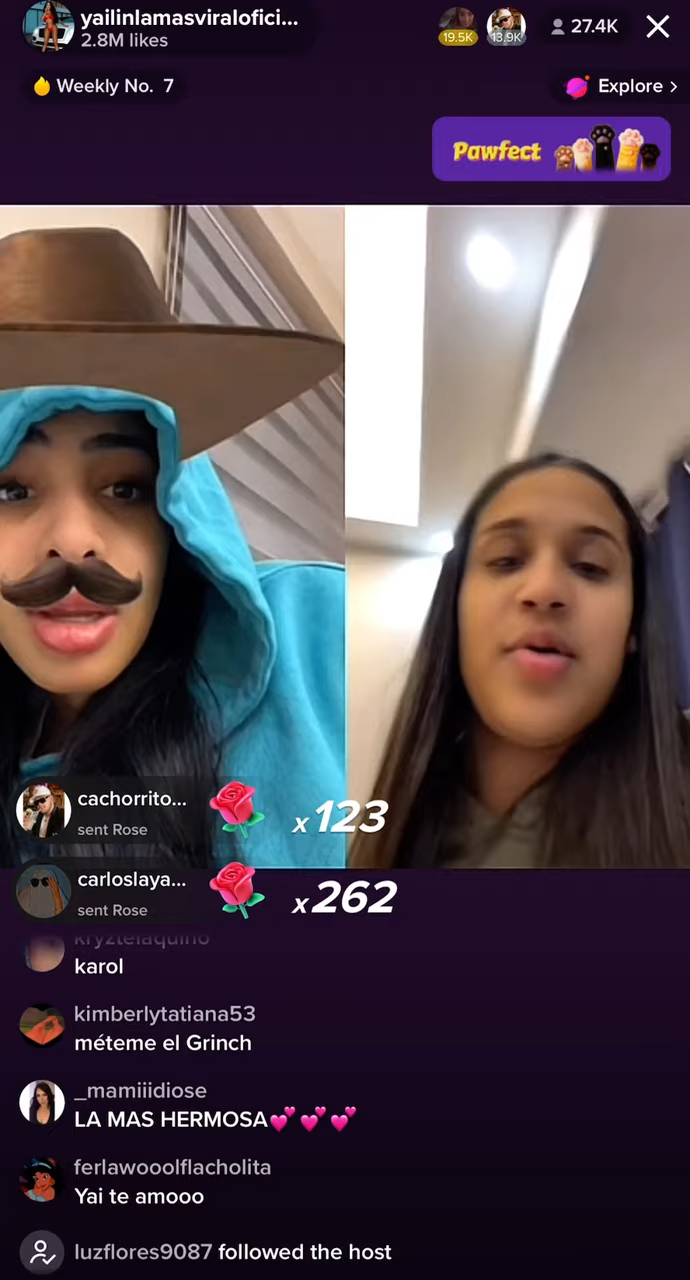 yailinlamasviralofici...
2.8M likes
19.5K
13.9K
27.4K
Weekly No. 7
Explore >
Pawfect
cachorrito...
sent Rose
x123
carloslaya...
sent Rose
x262
kryztelaquino
karol
kimberlytatiana53
méteme el Grinch
_mamiiidiose
LA MAS HERMOSA💕💕💕
ferlawooolflacholita
Yai te amooo
luzflores9087 followed the host